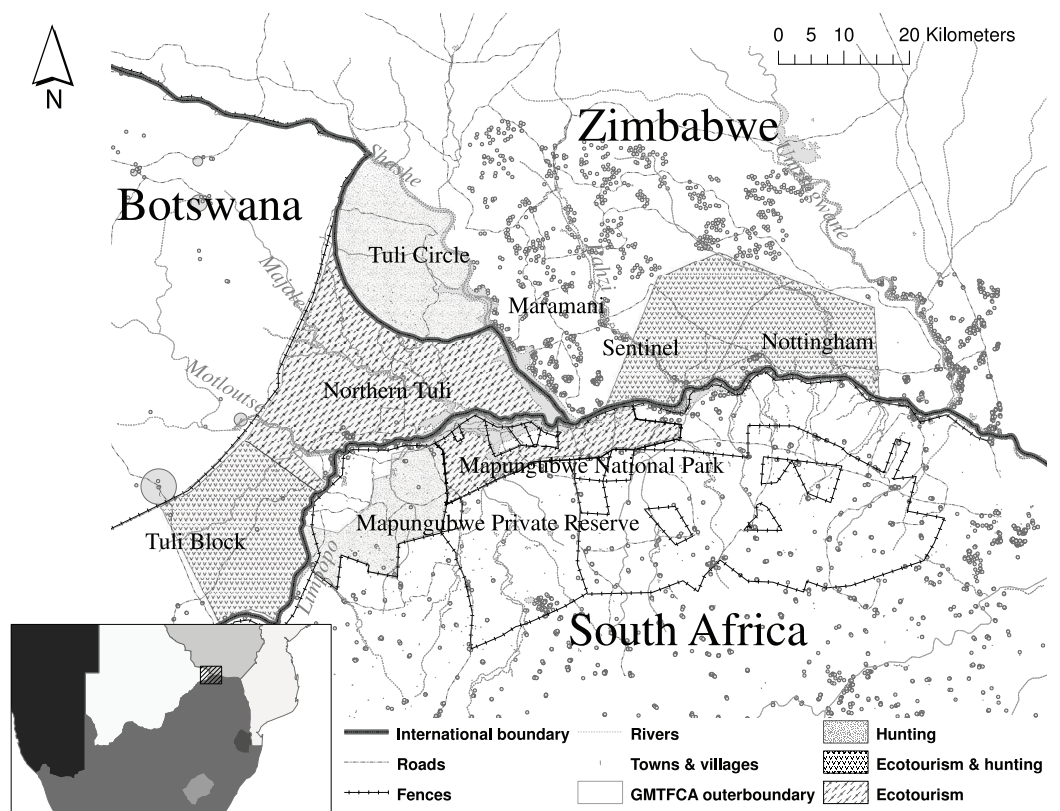 0 5 10 20 Kilometers
N
Zimbabwe
Botswana
Shashe
Umzingwane
Tuli Circle
Majale
Maramani
Sentinel
Nottingham
Motloutse
Northern Tuli
Mapungubwe National Park
Mapungubwe Private Reserve
Tuli Block
Limpopo
South Africa
International boundary
Rivers
Hunting
Roads
Towns & villages
Ecotourism & hunting
Fences
GMTFCA outerboundary
Ecotourism